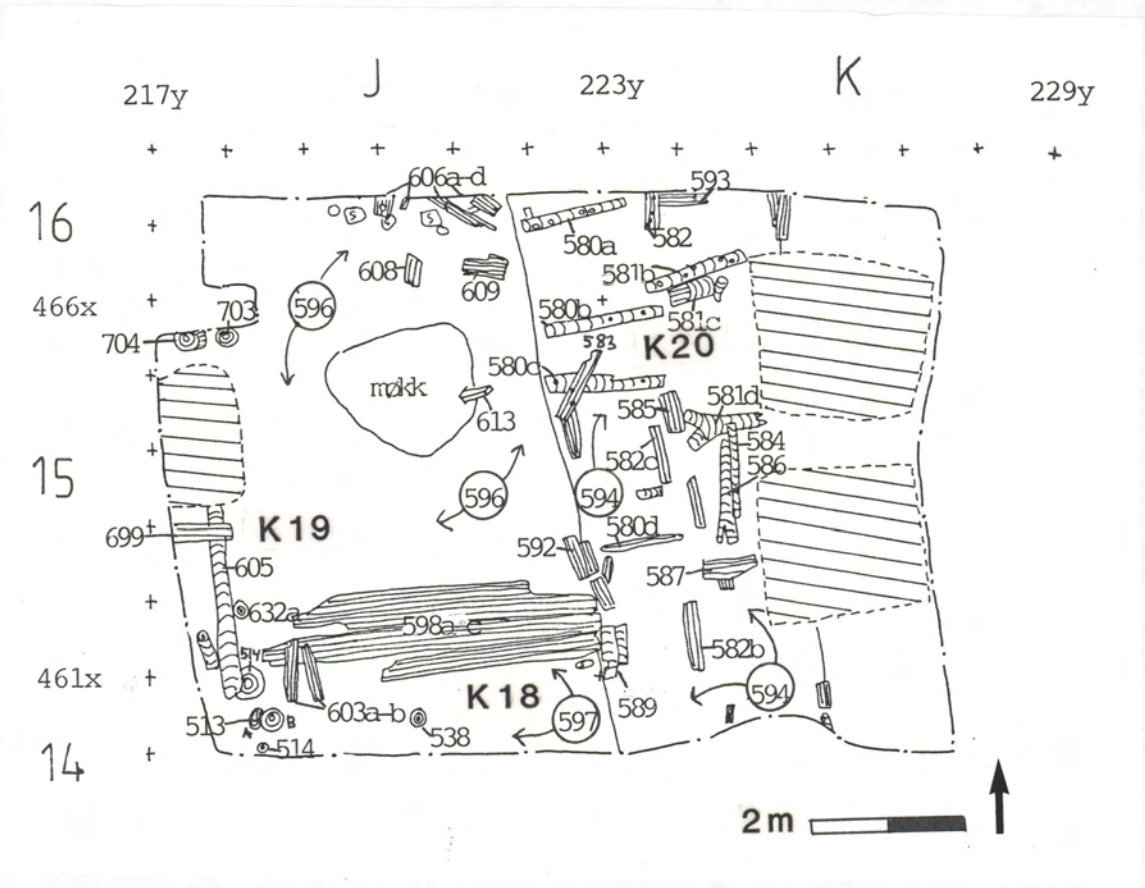 J K
217y 223y 229y
606a-d 593
16
580a 582
608 609 581b
466x 596 580b 581c
703
704 583 K20
580c
møkk 581d
613 585
584
582c 586
15
596 594
699 K19 580d
592
605 587
632a
598a-c
514 582b
461x K18
594
603a-b 597 589
513 A B 538
514
14
2m
S S